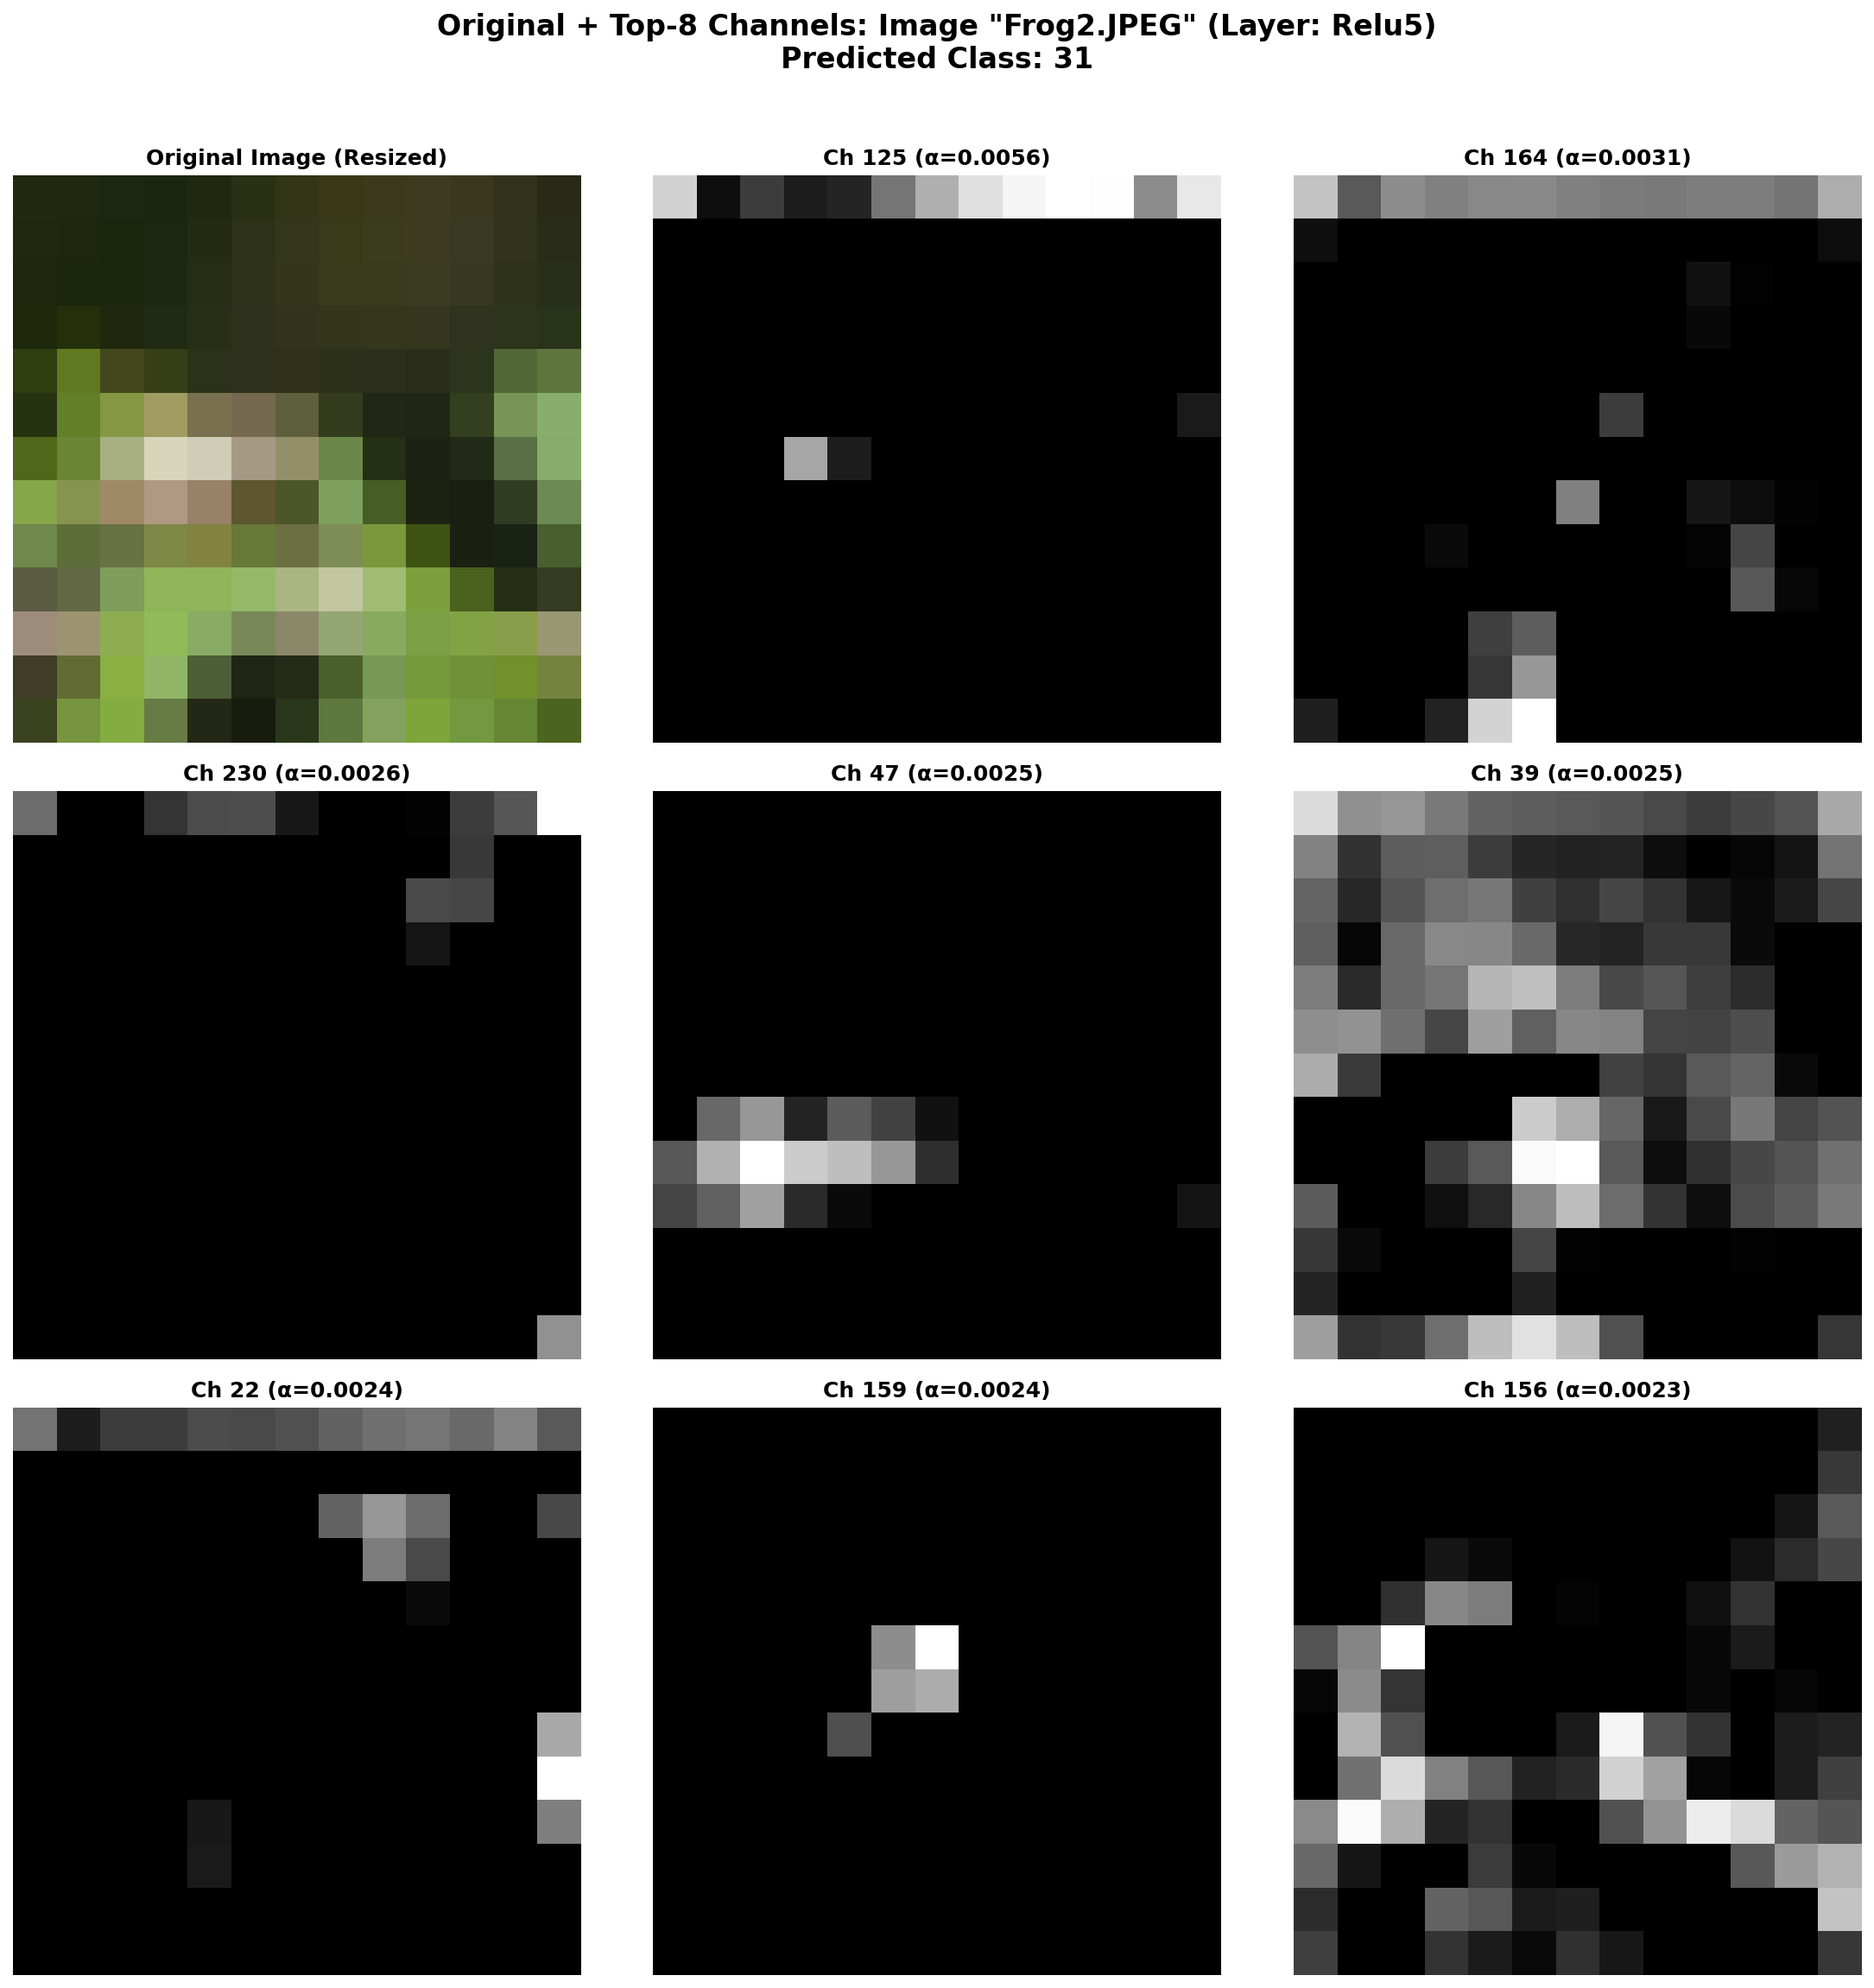 Original + Top-8 Channels: Image "Frog2.JPEG" (Layer: Relu5)
Predicted Class: 31
Original Image (Resized)
Ch 125 (α=0.0056)
Ch 164 (α=0.0031)
Ch 230 (α=0.0026)
Ch 47 (α=0.0025)
Ch 39 (α=0.0025)
Ch 22 (α=0.0024)
Ch 159 (α=0.0024)
Ch 156 (α=0.0023)